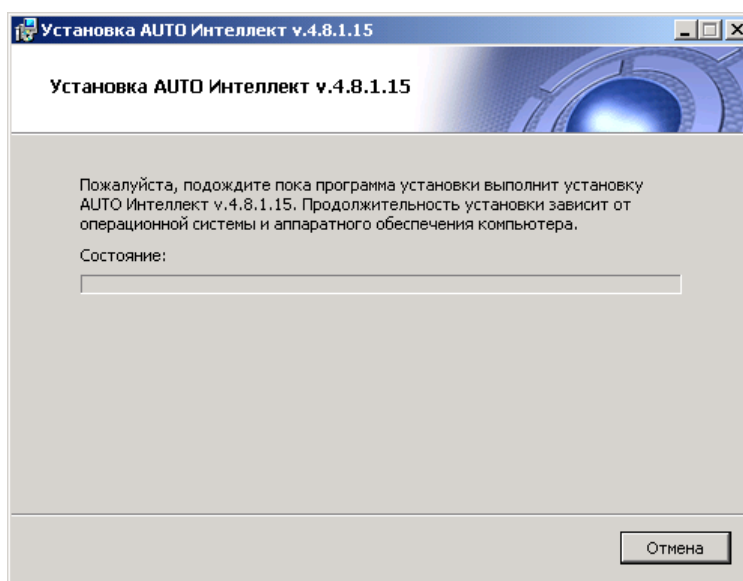 Установка AUTO Интеллект v.4.8.1.15
Установка AUTO Интеллект v.4.8.1.15
Пожалуйста, подождите пока программа установки выполнит установку
AUTO Интеллект v.4.8.1.15. Продолжительность установки зависит от
операционной системы и аппаратного обеспечения компьютера.
Состояние:
Отмена